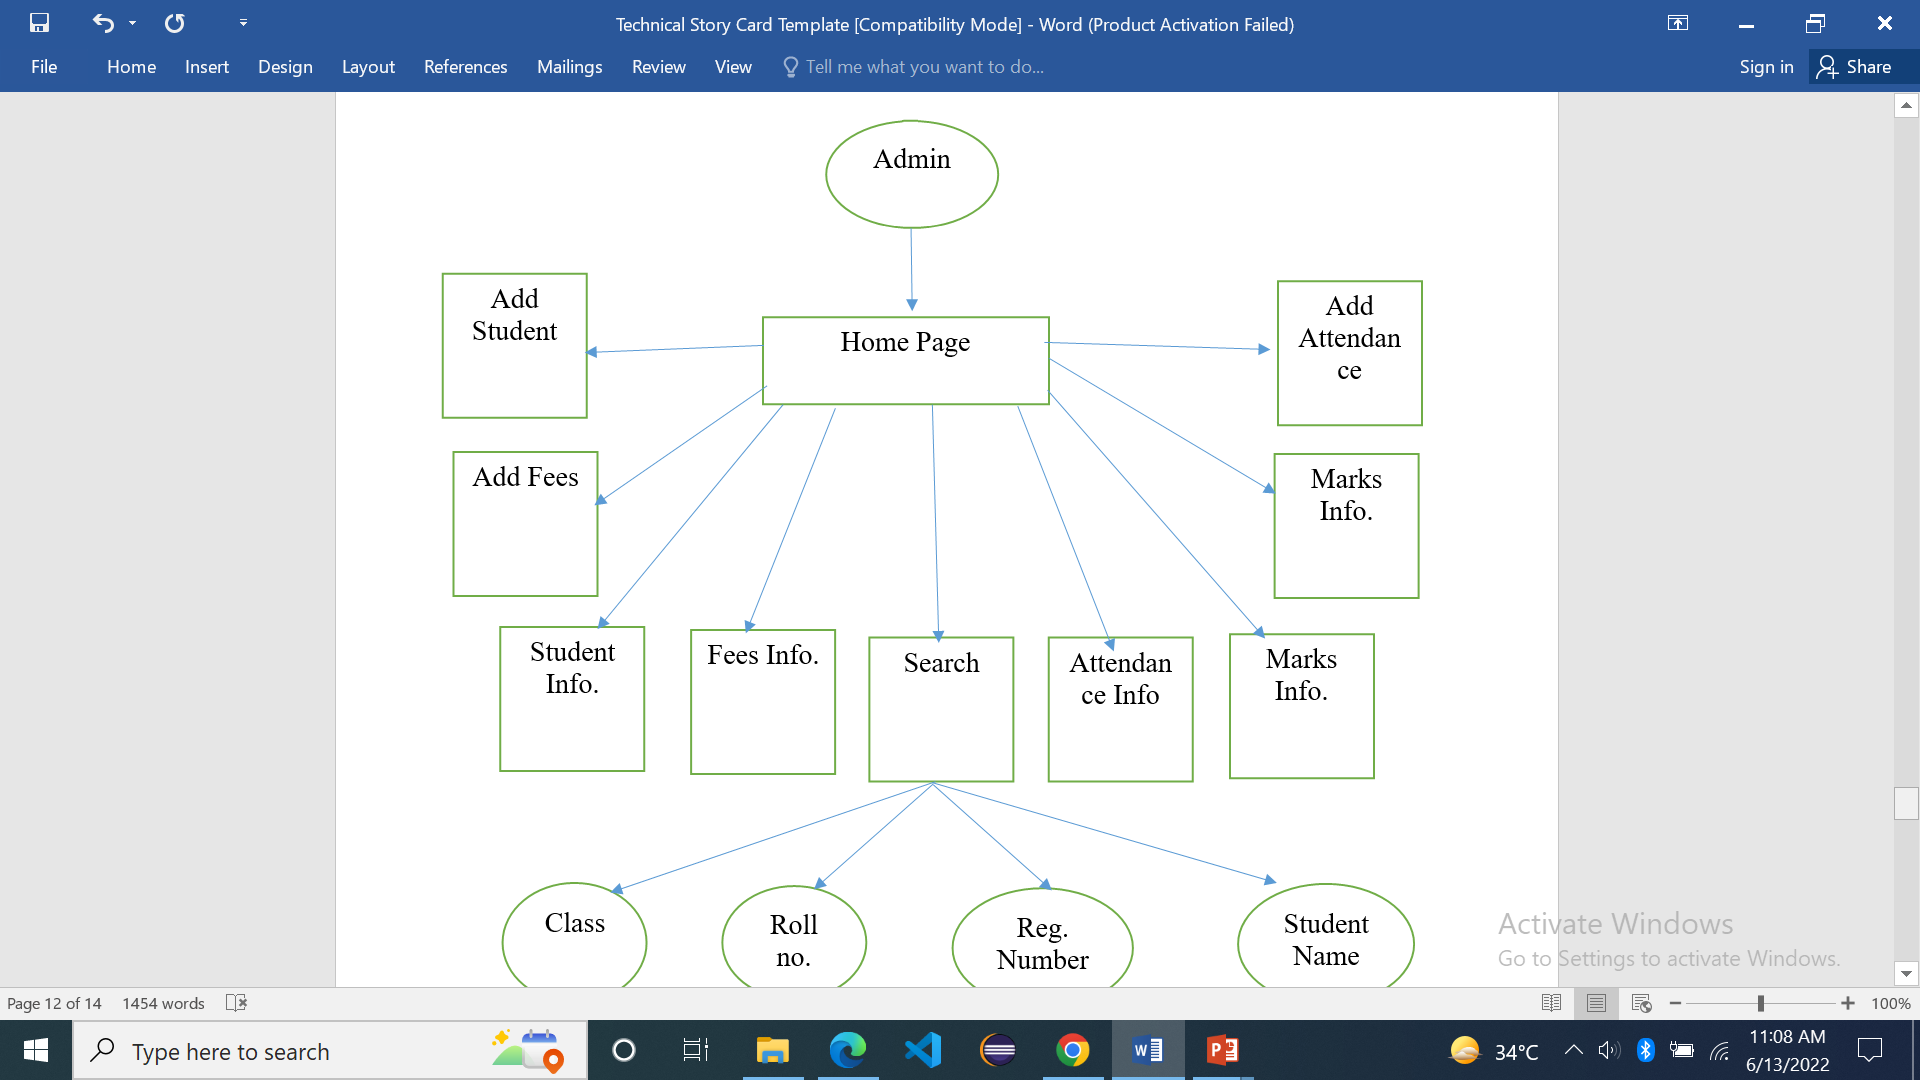 Technical Story Card Template [Compatibility Mode] - Word (Product Activation Failed)
File Home Insert Design Layout References Mailings Review View Tell me what you want to do... Sign in Share
Admin
Add
Student
Home Page
Add
Attendan
ce
Add Fees
Marks
Info.
Student
Info.
Fees Info.
Search
Attendan
ce Info
Marks
Info.
Class
Roll
no.
Reg.
Number
Student
Name
Activate Windows
Go to Settings to activate Windows.
Page 12 of 14 1454 words 100%
Type here to search
34°C
11:08 AM
6/13/2022